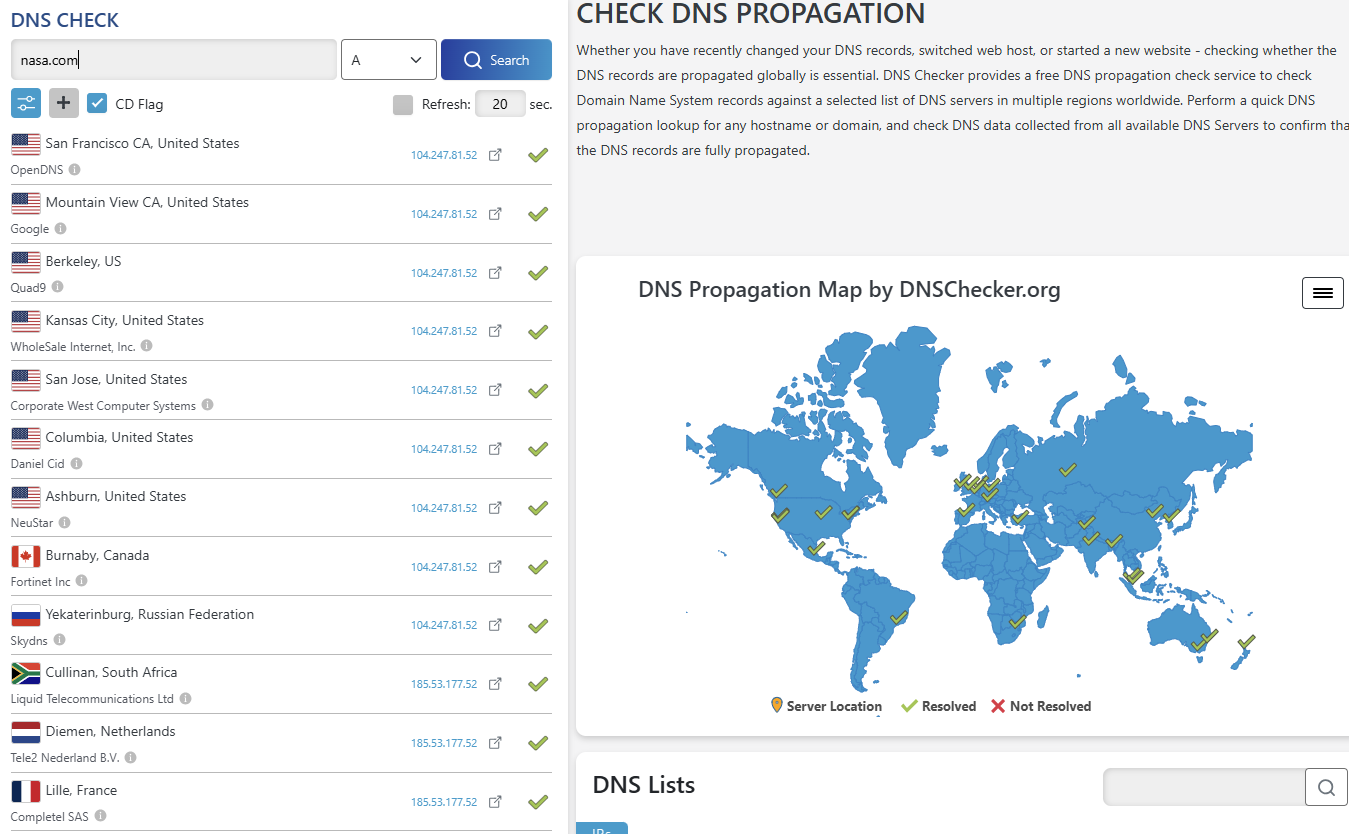 DNS CHECK
nasa.com
A
Search
CD Flag
Refresh: 20 sec.
San Francisco CA, United States
OpenDNS
104.247.81.52
Mountain View CA, United States
Google
104.247.81.52
Berkeley, US
Quad9
104.247.81.52
Kansas City, United States
WholeSale Internet, Inc.
104.247.81.52
San Jose, United States
Corporate West Computer Systems
104.247.81.52
Columbia, United States
Daniel Cid
104.247.81.52
Ashburn, United States
NeuStar
104.247.81.52
Burnaby, Canada
Fortinet Inc
104.247.81.52
Yekaterinburg, Russian Federation
Skydns
104.247.81.52
Cullinan, South Africa
Liquid Telecommunications Ltd
185.53.177.52
Diemen, Netherlands
Tele2 Nederland B.V.
185.53.177.52
Lille, France
Completel SAS
185.53.177.52
CHECK DNS PROPAGATION
Whether you have recently changed your DNS records, switched web host, or started a new website - checking whether the
DNS records are propagated globally is essential. DNS Checker provides a free DNS propagation check service to check
Domain Name System records against a selected list of DNS servers in multiple regions worldwide. Perform a quick DNS
propagation lookup for any hostname or domain, and check DNS data collected from all available DNS Servers to confirm tha
the DNS records are fully propagated.
DNS Propagation Map by DNSChecker.org
Server Location Resolved Not Resolved
DNS Lists